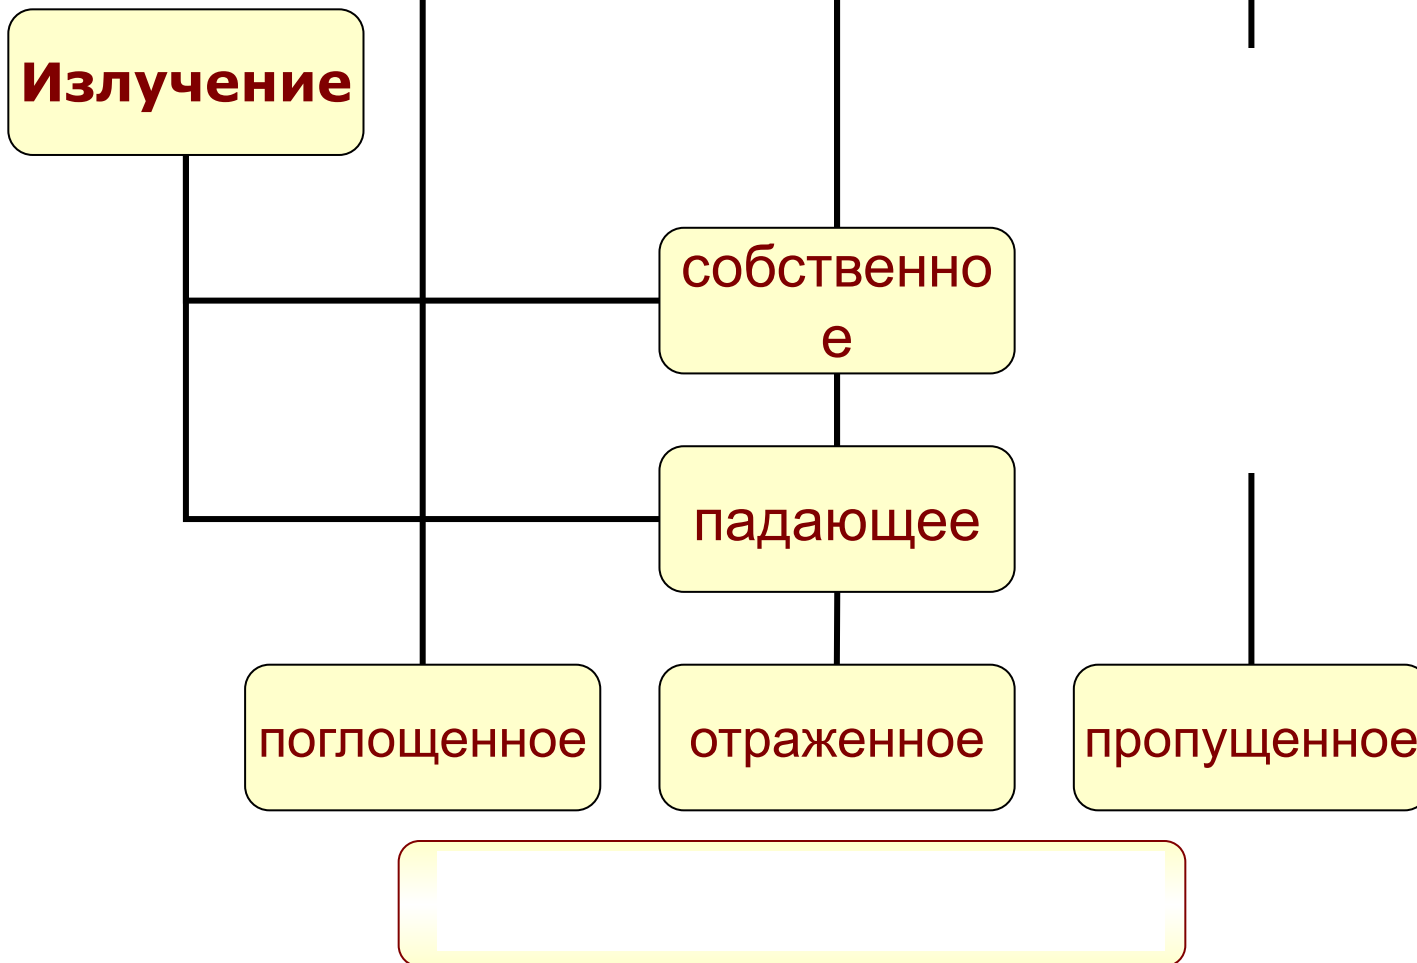 Излучение
собственно
е
падающее
поглощенное
отраженное
пропущенное